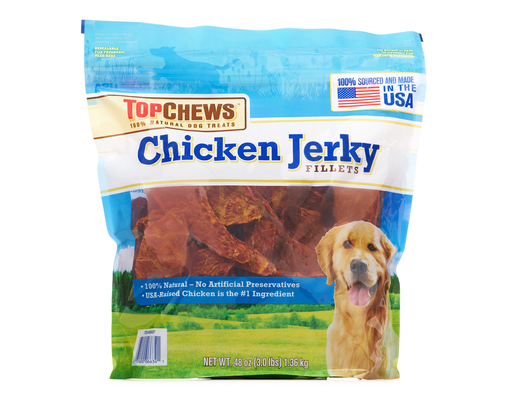 100% SOURCED AND MADE
IN THE
USA
TOPCHEWS
100% NATURAL DOG TREATS
Chicken Jerky
FILLETS
• 100% Natural – No Artificial Preservatives
• USA-Raised Chicken is the #1 Ingredient
NET WT. 48 oz (3.0 lbs) 1.36 kg